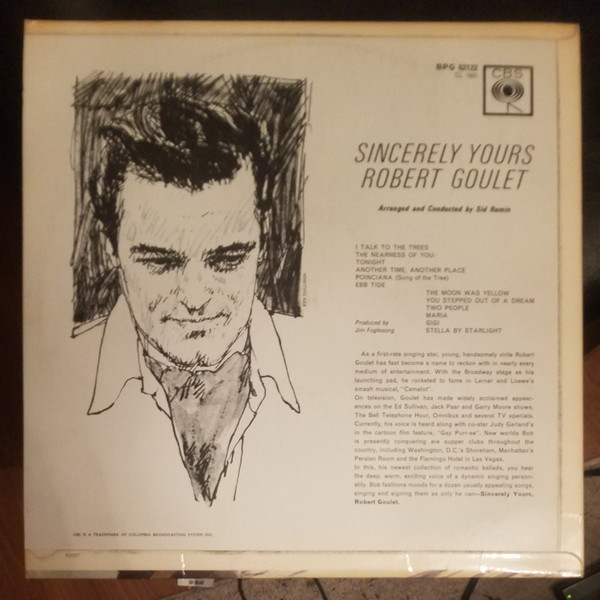 BPG 62122
CBS
SINCERELY YOURS
ROBERT GOULET
Arranged and Conducted by Sid Ramin
I TALK TO THE TREES
THE NEARNESS OF YOU
TONIGHT
ANOTHER TIME, ANOTHER PLACE
POINCIANA (Song of the Tree)
EBB TIDE
THE MOON WAS YELLOW
YOU STEPPED OUT OF A DREAM
TWO PEOPLE
MARIA
GIGI
STELLA BY STARLIGHT
Produced by
Jim Foglesong
As a first-rate singing star, young, handsomely virile Robert
Goulet has fast become a name to reckon with in nearly every
medium of entertainment. With the Broadway stage as his
launching pad, he rocketed to fame in Lerner and Loewe's
smash musical, "Camelot".
On television, Goulet has made widely acclaimed appear-
ances on the Ed Sullivan, Jack Paar and Garry Moore shows,
The Bell Telephone Hour, Omnibus and several TV specials.
Currently, his voice is heard along with co-star Judy Garland's
in the cartoon film feature, "Gay Purr-ee". New worlds Bob
is presently conquering are supper clubs throughout the
country, including Washington, D.C.'s Shoreham, Manhattan's
Persian Room and the Flamingo Hotel in Las Vegas.
In this, his newest collection of romantic ballads, you hear
the deep, warm, exciting voice of a dynamic singing person-
ality. Bob fashions moods for a dozen usually appealing songs,
singing and signing them as only he can—Sincerely Yours,
Robert Goulet.
CBS IS A TRADEMARK OF COLUMBIA BROADCASTING SYSTEM INC.